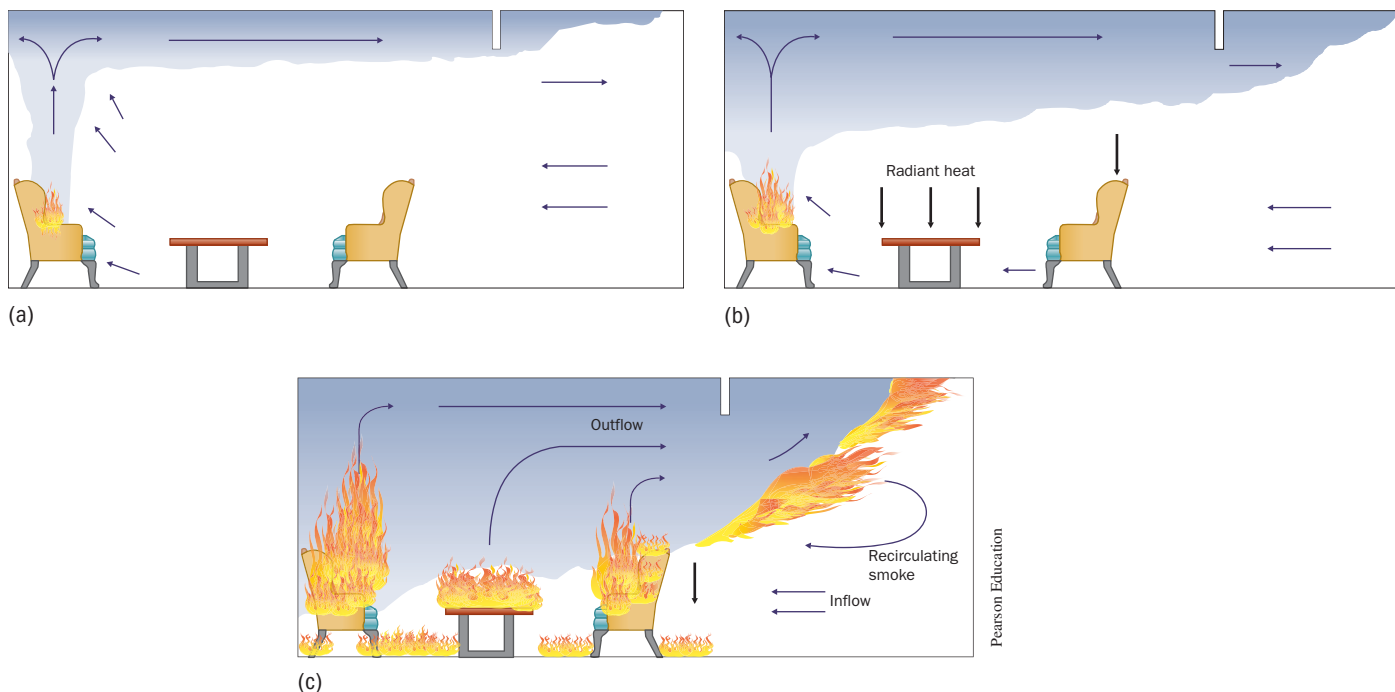 Radiant heat
(a)
(b)
Outflow
Recirculating
smoke
Inflow
Pearson Education
(c)